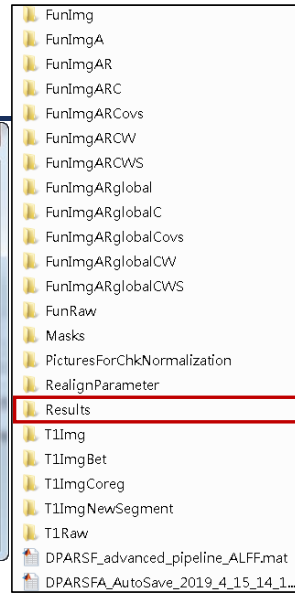 FunImg
FunImgA
FunImgAR
FunImgARC
FunImgARCovs
FunImgARCW
FunImgARCWS
FunImgARglobal
FunImgARglobalC
FunImgARglobalCovs
FunImgARglobalCW
FunImgARglobalCWS
FunRaw
Masks
PicturesForChkNormalization
RealignParameter
Results
T1Img
T1ImgBet
T1ImgCoreg
T1ImgNewSegment
T1Raw
DPARSF_advanced_pipeline_ALFF.mat
DPARSFA_AutoSave_2019_4_15_14_1...